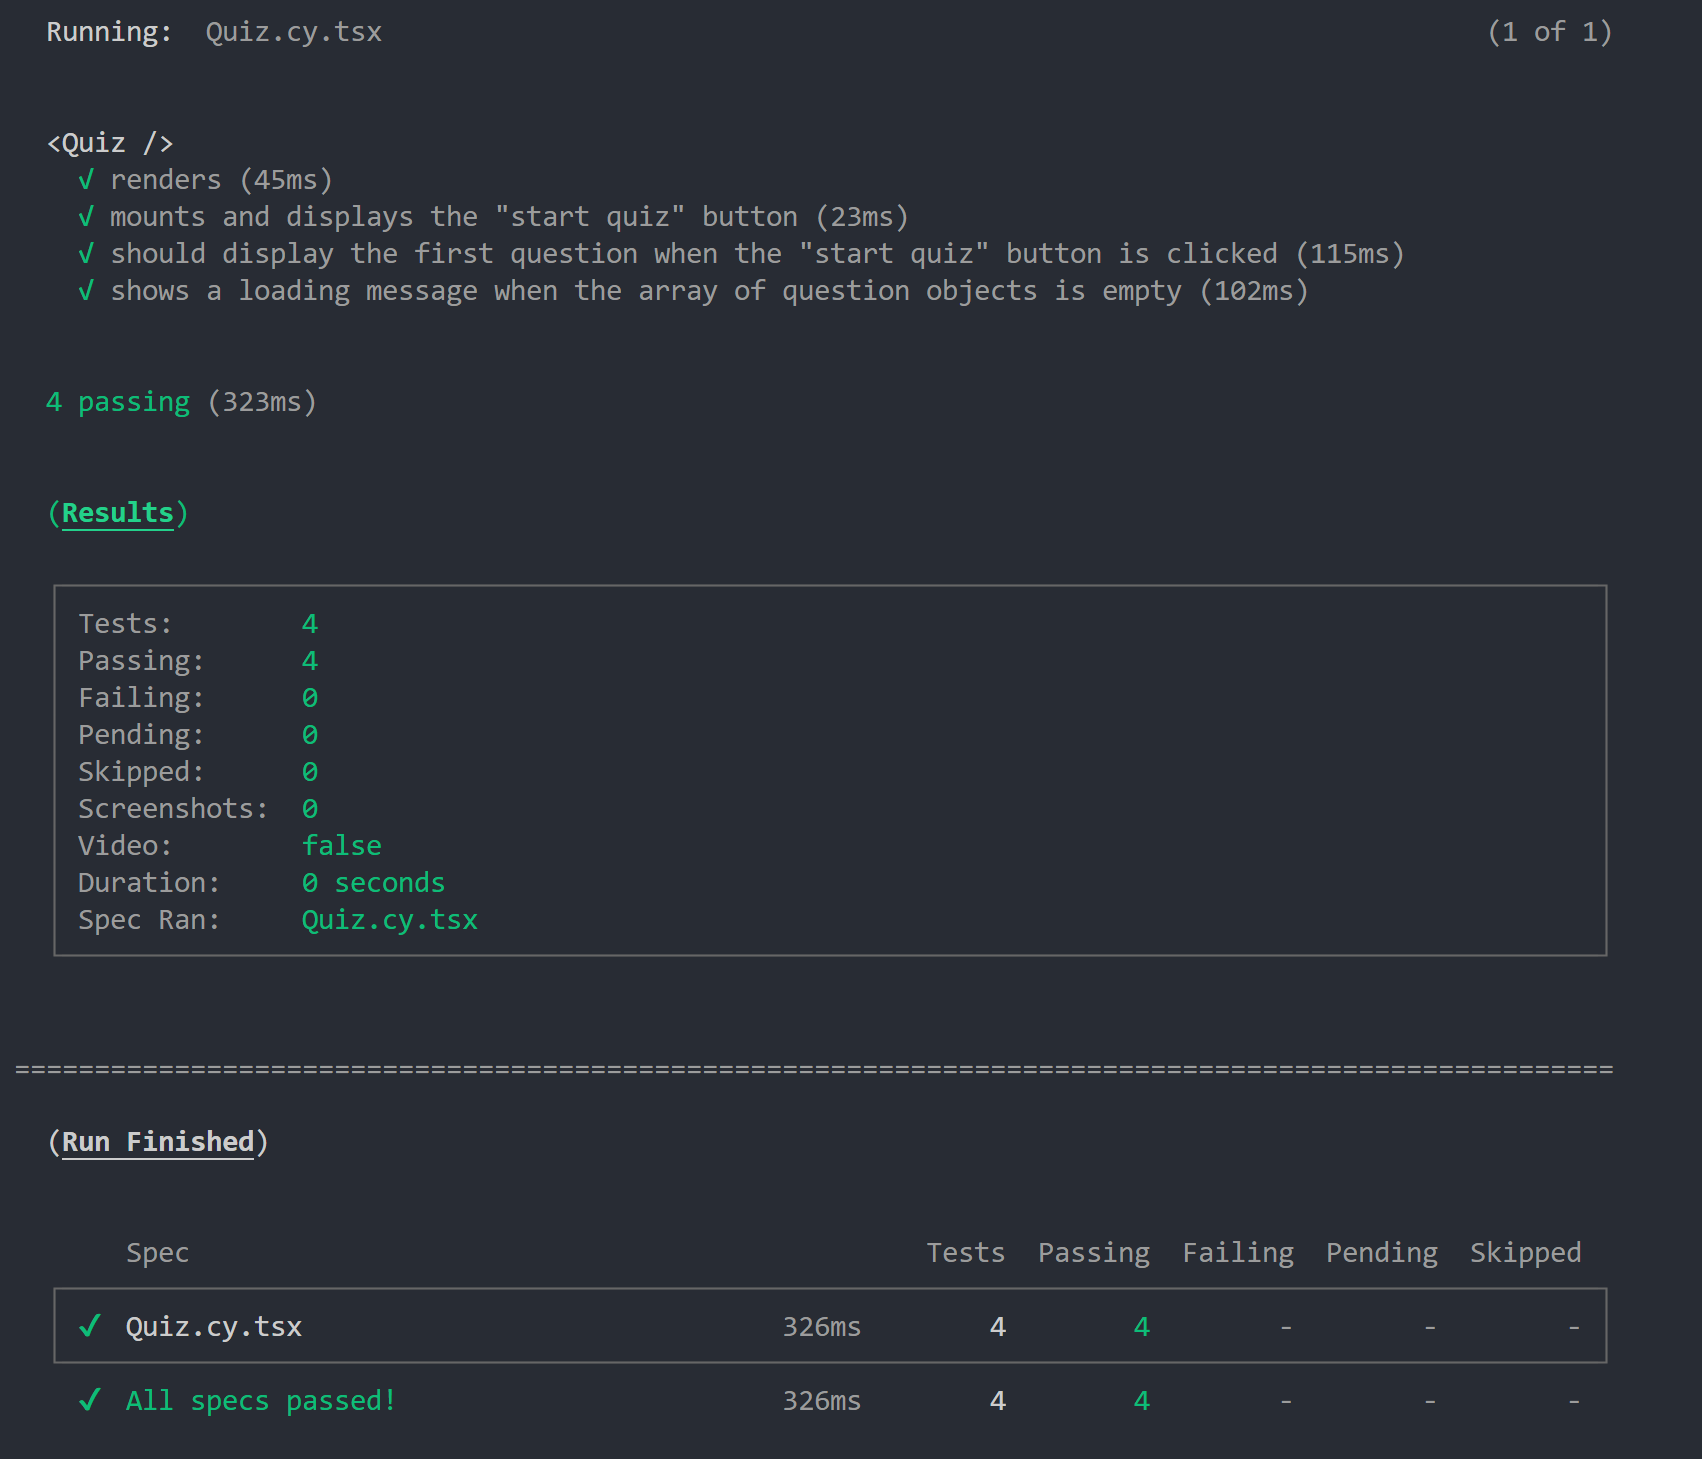 Running:  Quiz.cy.tsx (1 of 1)
<Quiz />
√ renders (45ms)
√ mounts and displays the "start quiz" button (23ms)
√ should display the first question when the "start quiz" button is clicked (115ms)
√ shows a loading message when the array of question objects is empty (102ms)
4 passing (323ms)
(Results)
Tests: 4
Passing: 4
Failing: 0
Pending: 0
Skipped: 0
Screenshots: 0
Video: false
Duration: 0 seconds
Spec Ran: Quiz.cy.tsx
====================================================================================================
(Run Finished)
Spec Tests Passing Failing Pending Skipped
✔ Quiz.cy.tsx 326ms 4 4 - - -
✔ All specs passed! 326ms 4 4 - - -